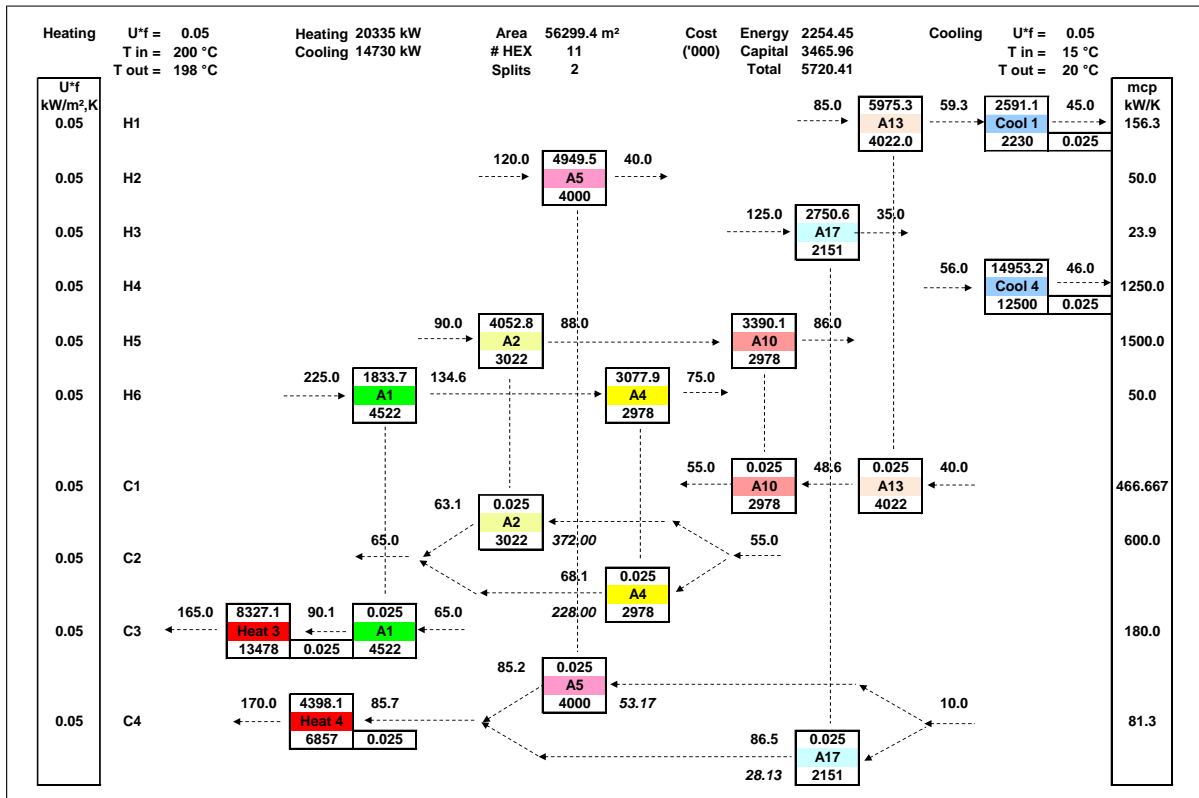 Heating U*f = 0.05 Heating 20335 kW Area 56299.4 m² Cost Energy 2254.45 Cooling U*f = 0.05
T in = 200 °C Cooling 14730 kW # HEX 11 ('000) Capital 3465.96 T in = 15 °C
T out = 198 °C Splits 2 Total 5720.41 T out = 20 °C
U*f mcp
kW/m²,K kW/K
85.0 5975.3 59.3 2591.1 45.0
0.05 H1 A13 Cool 1 156.3
4022.0 2230 0.025
120.0 4949.5 40.0
0.05 H2 A5 50.0
4000
125.0 2750.6 35.0
0.05 H3 A17 23.9
2151
56.0 14953.2 46.0
0.05 H4 Cool 4 1250.0
12500 0.025
90.0 4052.8 88.0 3390.1 86.0
0.05 H5 A2 A10 1500.0
3022 2978
225.0 1833.7 134.6 3077.9 75.0
0.05 H6 A1 A4 50.0
4522 2978
55.0 0.025 48.6 0.025 40.0
0.05 C1 A10 A13 466.667
2978 4022
63.1 0.025
A2
3022 372.00
0.05 C2 65.0 55.0 600.0
68.1 0.025
A4
228.00 2978
165.0 8327.1 90.1 0.025 65.0
0.05 C3 Heat 3 A1 180.0
13478 0.025 4522
85.2 0.025
A5
4000 53.17
170.0 4398.1 85.7 10.0
0.05 C4 Heat 4 81.3
6857 0.025
86.5 0.025
A17
28.13 2151